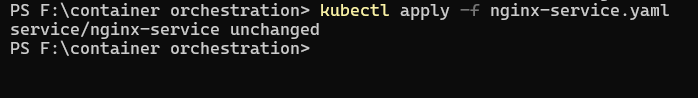 PS F:\container orchestration> kubectl apply -f nginx-service.yaml
service/nginx-service unchanged
PS F:\container orchestration>